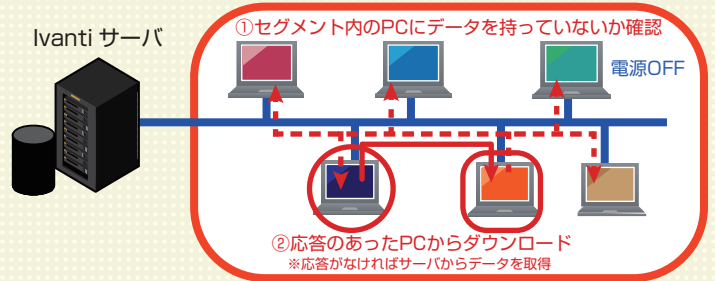 ①セグメント内のPCにデータを持っていないか確認
Ivanti サーバ
電源OFF
②応答のあったPCからダウンロード
※応答がなければサーバからデータを取得